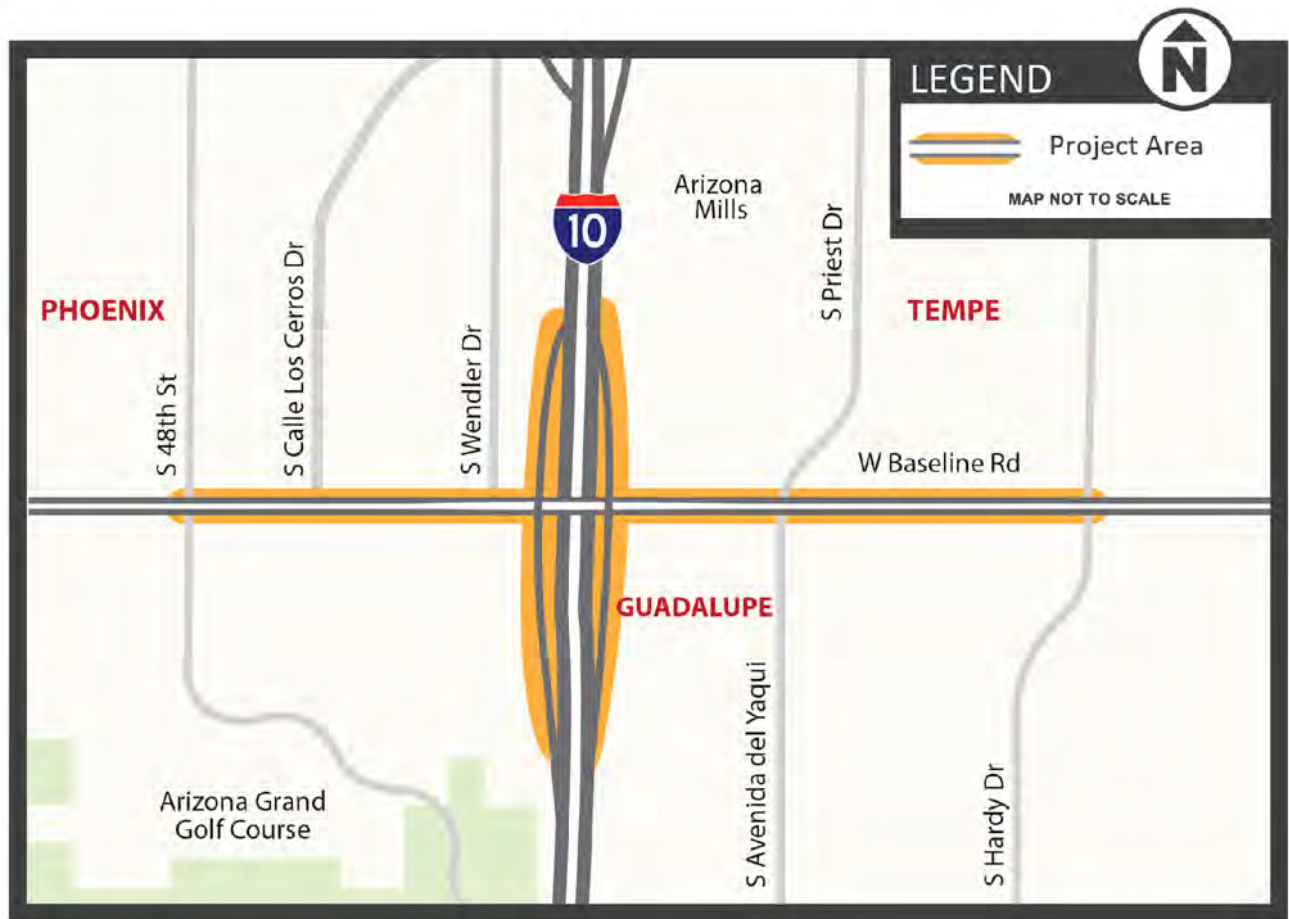 N
LEGEND
Project Area
MAP NOT TO SCALE
Arizona
Mills
10
PHOENIX
TEMPE
S 48th St
S Calle Los Cerros Dr
S Wendler Dr
S Priest Dr
W Baseline Rd
GUADALUPE
S Avenida del Yaqui
S Hardy Dr
Arizona Grand
Golf Course